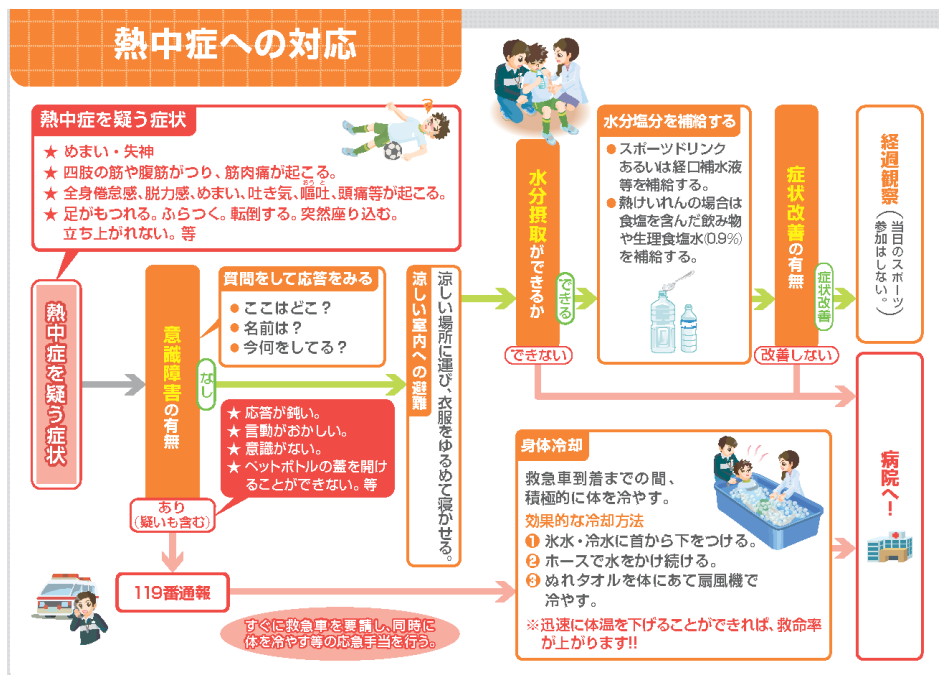 熱中症への対応
熱中症を疑う症状
★ めまい・失神
★ 四肢の筋や腹筋がつり、筋肉痛が起こる。
★ 全身倦怠感、脱力感、めまい、吐き気、嘔吐、頭痛等が起こる。
おうと
★ 足がもつれる。ふらつく。転倒する。突然座り込む。
立ち上がれない。等
熱中症を疑う症状
意識障害の有無
質問をして応答をみる
● ここはどこ？
● 名前は？
● 今何をしてる？
なし
★ 応答が鈍い。
★ 言動がおかしい。
★ 意識がない。
★ ペットボトルの蓋を開け
ることができない。等
あり
(疑いも含む)
119番通報
すぐに救急車を要請し、同時に
体を冷やす等の応急手当を行う。
涼しい室内への避難
涼しい場所に運び、衣服をゆるめて寝かせる。
水分摂取ができるか
できる
できない
水分塩分を補給する
● スポーツドリンク
あるいは経口補水液
等を補給する。
● 熱けいれんの場合は
食塩を含んだ飲み物
や生理食塩水(0.9%)
を補給する。
症状改善の有無
症状改善
改善しない
経過観察
(当日のスポーツ
参加はしない。)
身体冷却
救急車到着までの間、
積極的に体を冷やす。
効果的な冷却方法
❶ 氷水・冷水に首から下をつける。
❷ ホースで水をかけ続ける。
❸ ぬれタオルを体にあて扇風機で
冷やす。
※迅速に体温を下げることができれば、救命率
が上がります!!
病院へ！